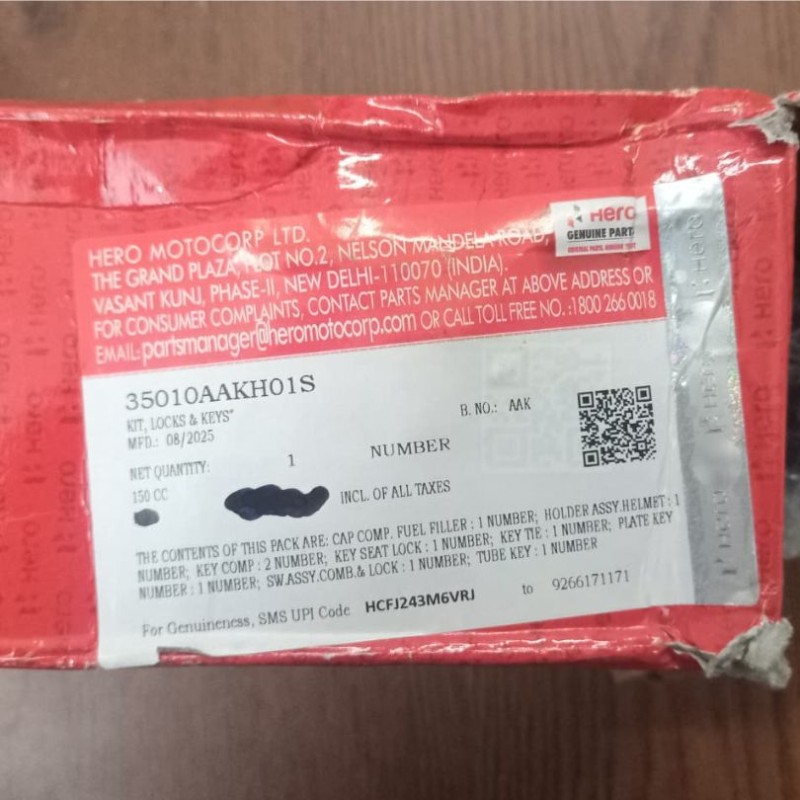 HERO MOTOCORP LTD.
THE GRAND PLAZA, PLOT NO.2, NELSON MANDELA ROAD,
VASANT KUNJ, PHASE-II, NEW DELHI-110070 (INDIA).
FOR CONSUMER COMPLAINTS, CONTACT PARTS MANAGER AT ABOVE ADDRESS OR
EMAIL:partsmanager@heromotocorp.com OR CALL TOLL FREE NO. :1800 266 0018
Hero
GENUINE PART
35010AAKH01S
KIT, LOCKS & KEYS*
B. NO.: AAK
MFD.: 08/2025
NET QUANTITY: 1 NUMBER
150 CC
INCL. OF ALL TAXES
THE CONTENTS OF THIS PACK ARE: CAP COMP. FUEL FILLER : 1 NUMBER; HOLDER ASSY.HELMET : 1
NUMBER; KEY COMP : 2 NUMBER; KEY SEAT LOCK : 1 NUMBER; KEY TIE : 1 NUMBER; PLATE KEY
NUMBER : 1 NUMBER; SW.ASSY.COMB.& LOCK : 1 NUMBER; TUBE KEY : 1 NUMBER
For Genuineness, SMS UPI Code HCFJ243M6VRJ to 9266171171
Hero
Hero
Hero